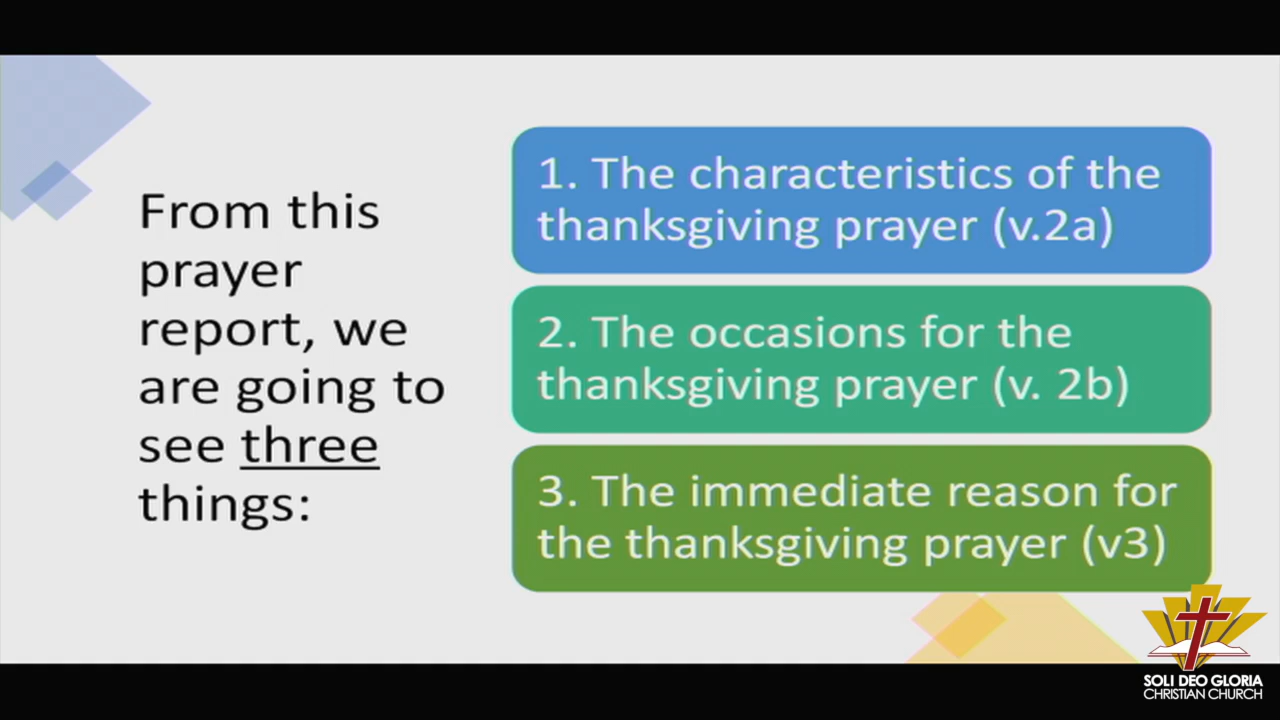 From this
prayer
report, we
are going to
see three
things:
1. The characteristics of the
thanksgiving prayer (v.2a)
2. The occasions for the
thanksgiving prayer (v. 2b)
3. The immediate reason for
the thanksgiving prayer (v3)
SOLI DEO GLORIA
CHRISTIAN CHURCH